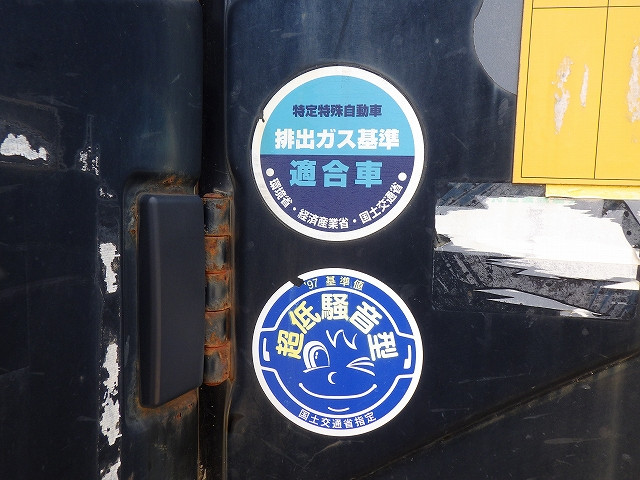 特定特殊自動車
排出ガス基準
適合車
・環境省・経済産業省・国土交通省・
'97 基準値
超低騒音型
国土交通省指定